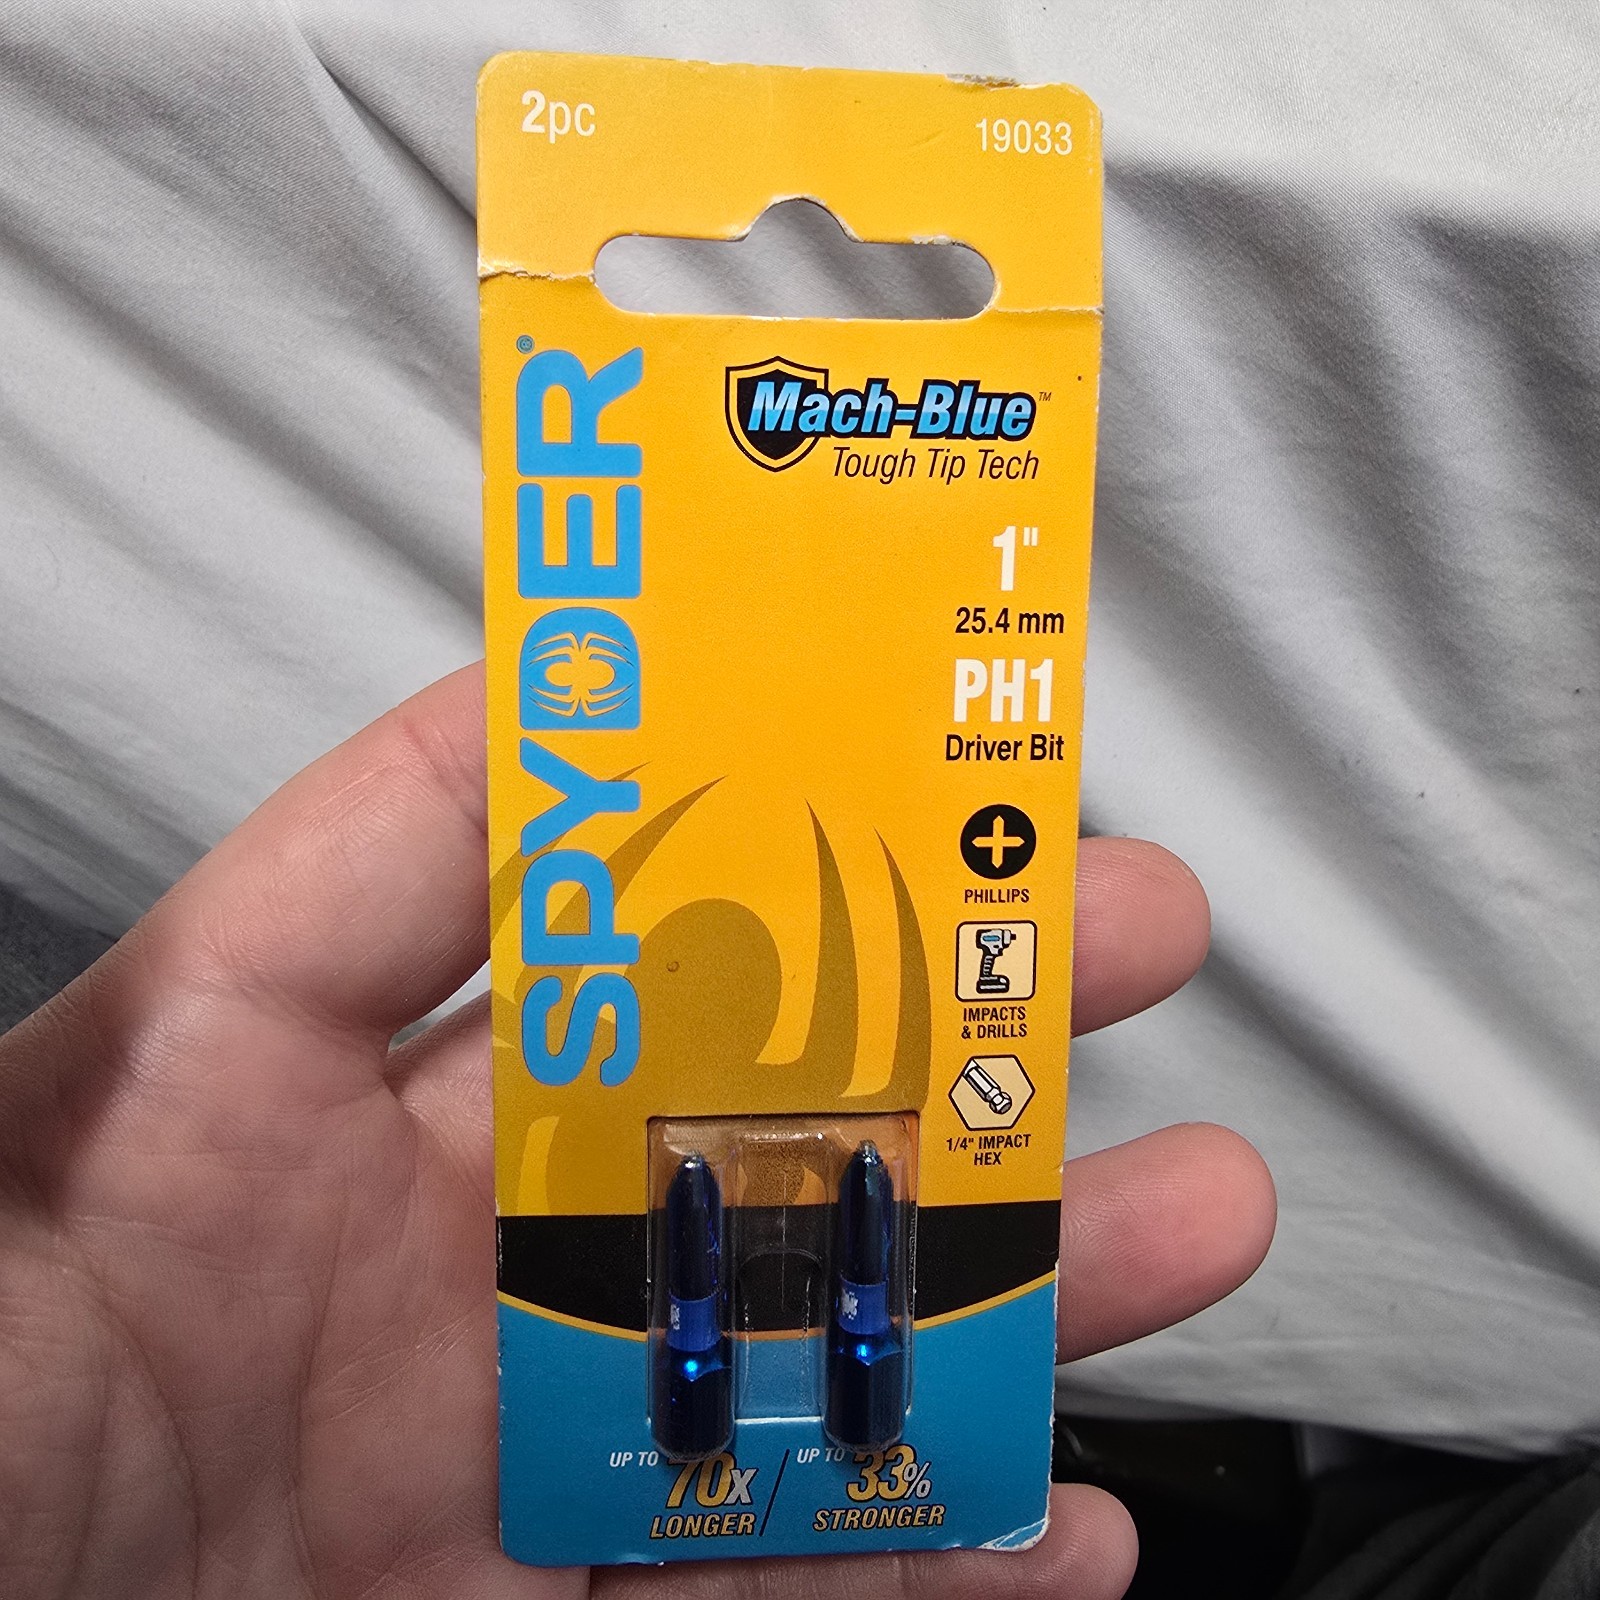 2pc
19033
SPYDER®
Mach-Blue™
Tough Tip Tech
1"
25.4 mm
PH1
Driver Bit
PHILLIPS
IMPACTS
& DRILLS
1/4" IMPACT
HEX
UP TO 70X
LONGER
UP TO 33%
STRONGER